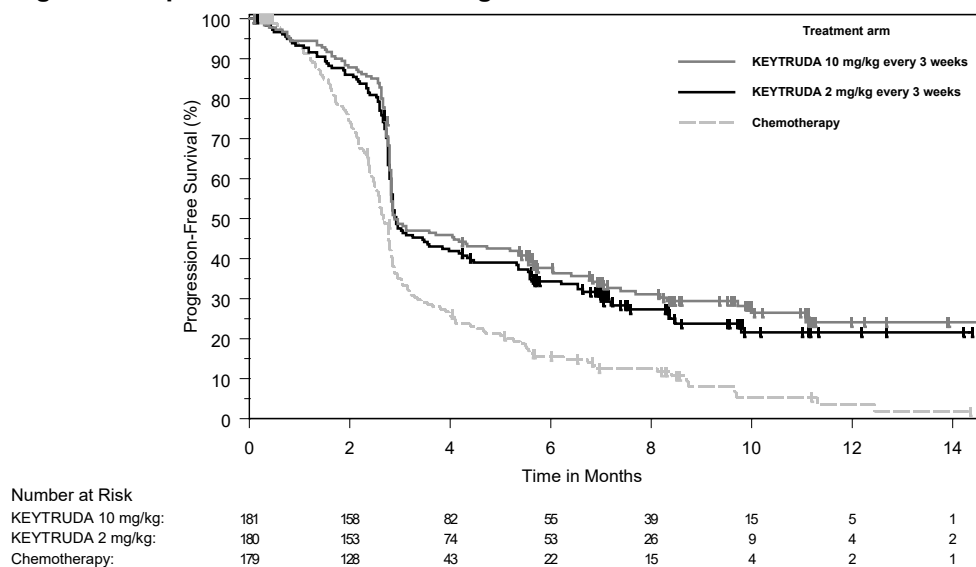 Treatment arm
KEYTRUDA 10 mg/kg every 3 weeks
KEYTRUDA 2 mg/kg every 3 weeks
Chemotherapy
Progression-Free Survival (%)
100
90
80
70
60
50
40
30
20
10
0
0 2 4 6 8 10 12 14
Time in Months
Number at Risk
KEYTRUDA 10 mg/kg: 181 158 82 55 39 15 5 1
KEYTRUDA 2 mg/kg: 180 153 74 53 26 9 4 2
Chemotherapy: 179 128 43 22 15 4 2 1